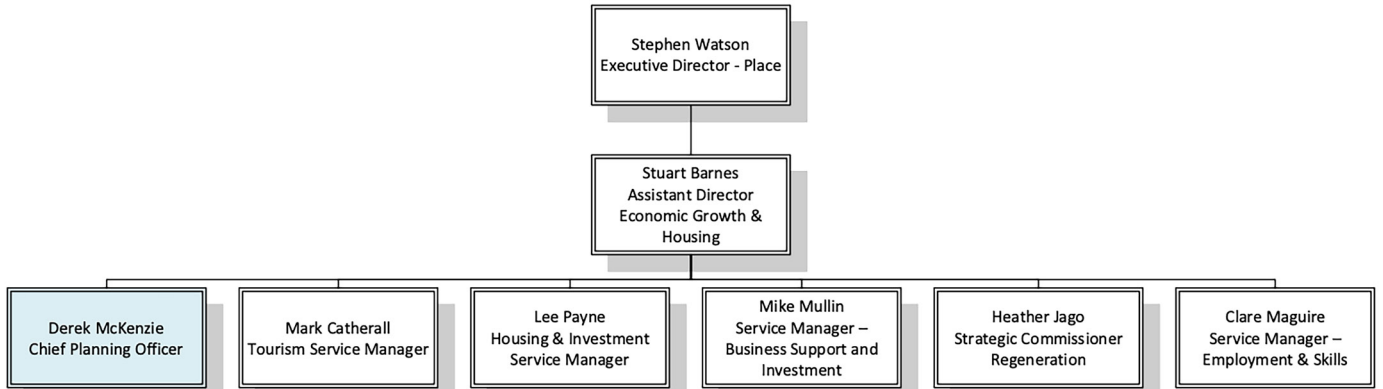 Stephen Watson
Executive Director - Place
Stuart Barnes
Assistant Director
Economic Growth &
Housing
Derek McKenzie
Chief Planning Officer
Mark Catherall
Tourism Service Manager
Lee Payne
Housing & Investment
Service Manager
Mike Mullin
Service Manager –
Business Support and
Investment
Heather Jago
Strategic Commissioner
Regeneration
Clare Maguire
Service Manager –
Employment & Skills